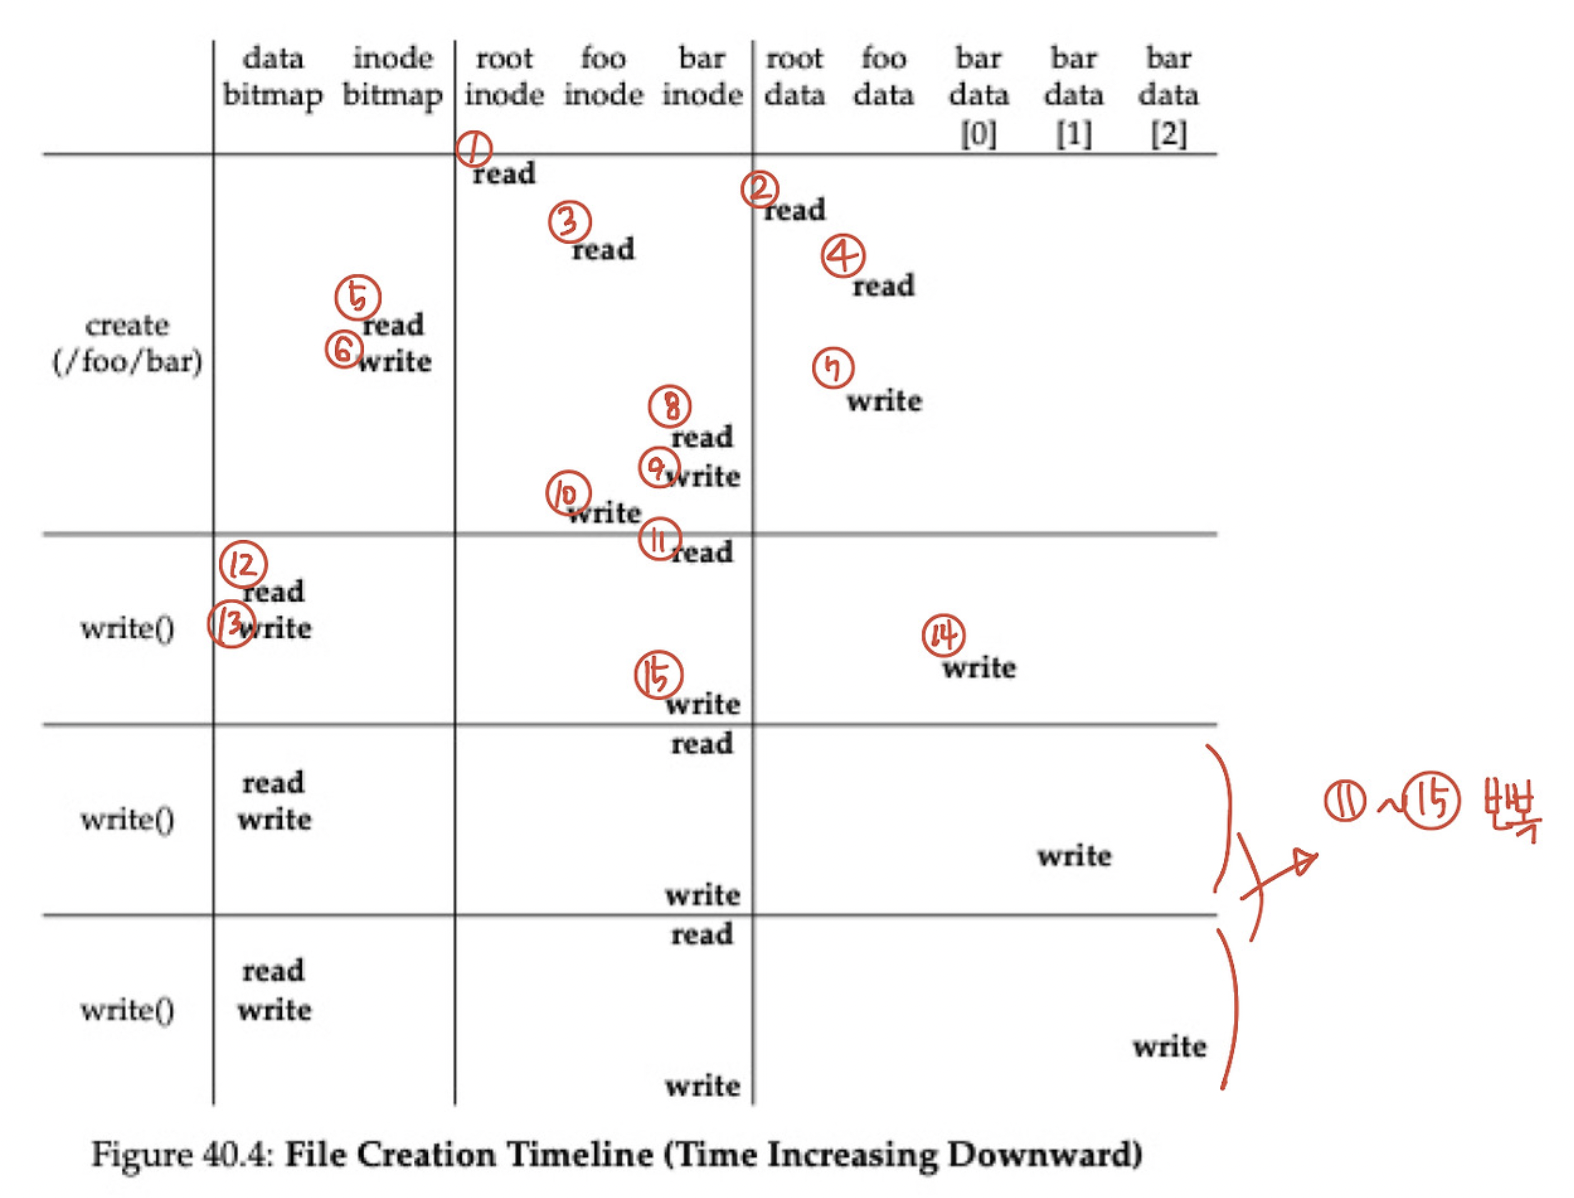 data inode root foo bar root foo bar bar bar
bitmap bitmap inode inode inode data data data data data
[0] [1] [2]
①
read
②
read
③
read
④
read
⑤
create read
⑥
(/foo/bar) write
⑦
write
⑧
read
⑨
write
⑩
write
⑪
read
⑫
read
⑬ ⑭
write() write
write
⑮
write
read
read
⑪ ~ ⑮ 반복
write() write
write
write
read
read
write() write
write
write
Figure 40.4: File Creation Timeline (Time Increasing Downward)